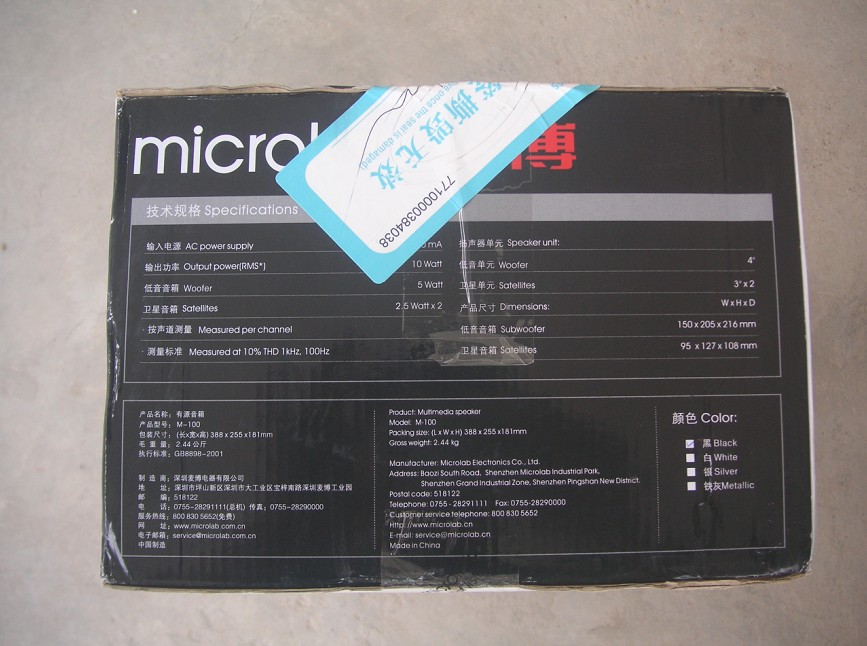 microl
博
撕毁无效
once the seal is damaged)
7710000384038
技术规格 Specifications
输入电源 AC power supply
mA
输出功率 Output power(RMS*)
10 Watt
低音音箱 Woofer
5 Watt
卫星音箱 Satellites
2.5 Watt x 2
· 按声道测量 Measured per channel
· 测量标准 Measured at 10% THD 1kHz, 100Hz
扬声器单元 Speaker unit:
低音单元 Woofer
4"
卫星单元 Satellites
3" x 2
产品尺寸 Dimensions:
W x H x D
低音音箱 Subwoofer
150 x 205 x 216 mm
卫星音箱 Satellites
95 x 127 x 108 mm
产品名称: 有源音箱
产品型号: M-100
包装尺寸: (长x宽x高) 388 x 255 x181mm
毛 重 量: 2.44 公斤
执行标准: GB8898-2001
制 造 商: 深圳麦博电器有限公司
地 址: 深圳市坪山新区深圳市大工业区宝梓南路深圳麦博工业园
邮 编: 518122
电 话: 0755-28291111(总机) 传真: 0755-28290000
服务热线: 800 830 5652(免费)
网 址: www.microlab.com.cn
电子邮箱: service@microlab.com.cn
中国制造
Product: Multimedia speaker
Model: M-100
Packing size: (L x W x H) 388 x 255 x181mm
Gross weight: 2.44 kg
Manufacturer: Microlab Electronics Co., Ltd.
Address: Baozi South Road, Shenzhen Microlab Industrial Park,
Shenzhen Grand Industrial Zone, Shenzhen Pingshan New District.
Postal code: 518122
Telephone: 0755 - 28291111 Fax: 0755-28290000
Customer service telephone: 800 830 5652
Http://www.microlab.cn
E-mail: service@microlab.cn
Made in China
颜色 Color:
黑 Black
白 White
银 Silver
铁灰 Metallic